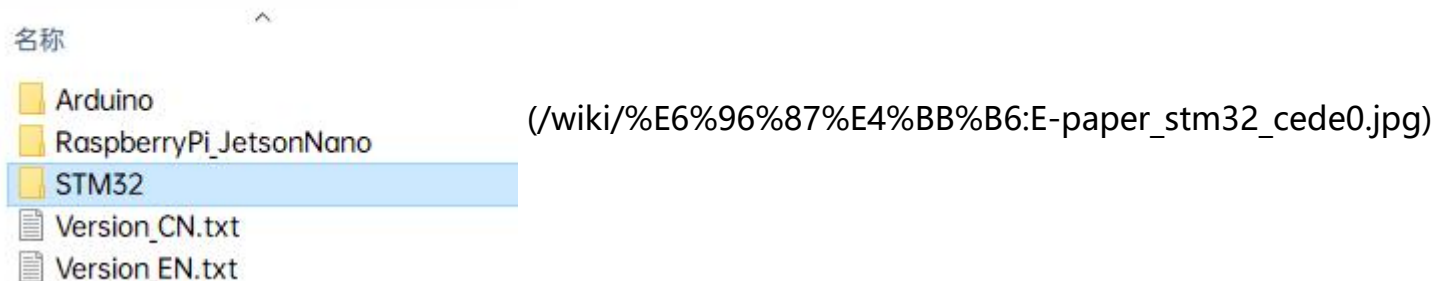 名称
Arduino
(/wiki/%E6%96%87%E4%BB%B6:E-paper_stm32_cede0.jpg)
RaspberryPi_JetsonNano
STM32
Version_CN.txt
Version EN.txt